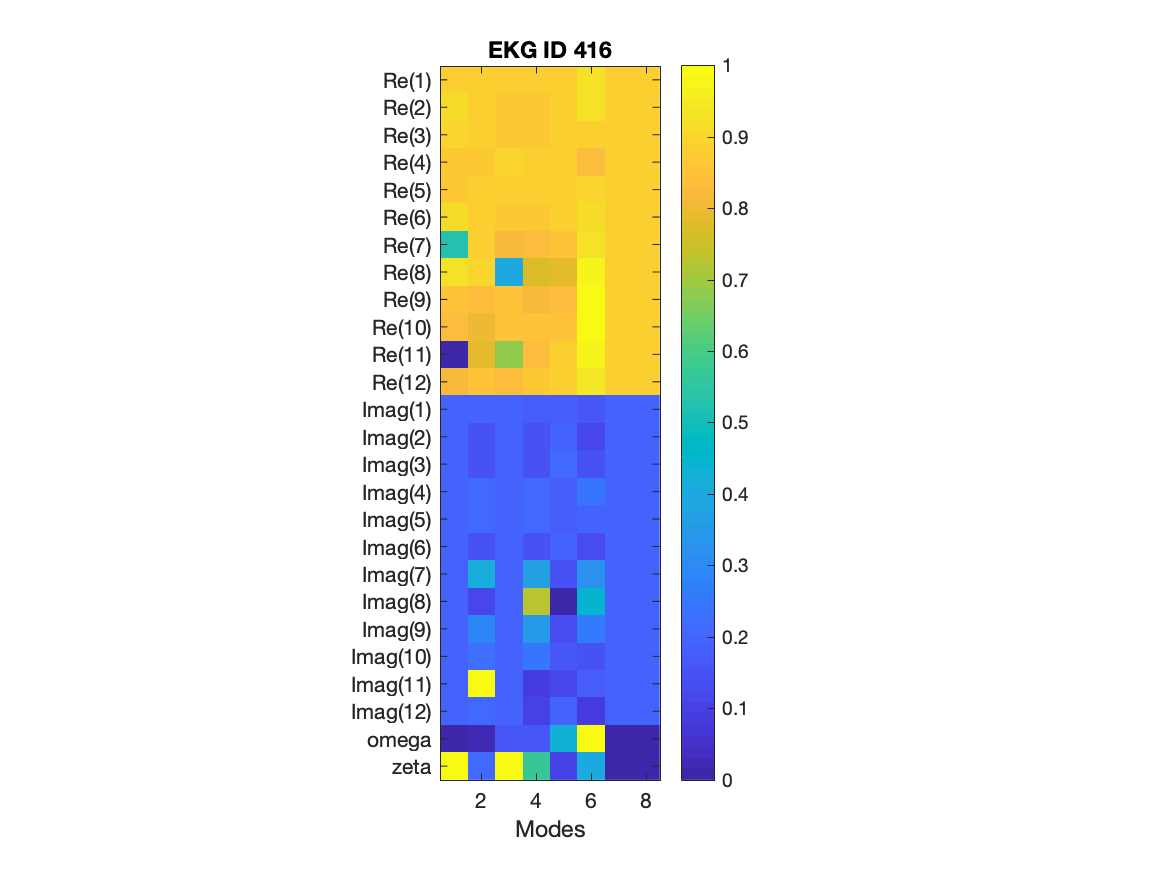 EKG ID 416
Re(1)
Re(2)
Re(3)
Re(4)
Re(5)
Re(6)
Re(7)
Re(8)
Re(9)
Re(10)
Re(11)
Re(12)
Imag(1)
Imag(2)
Imag(3)
Imag(4)
Imag(5)
Imag(6)
Imag(7)
Imag(8)
Imag(9)
Imag(10)
Imag(11)
Imag(12)
omega
zeta
2 4 6 8
Modes
1
0.9
0.8
0.7
0.6
0.5
0.4
0.3
0.2
0.1
0